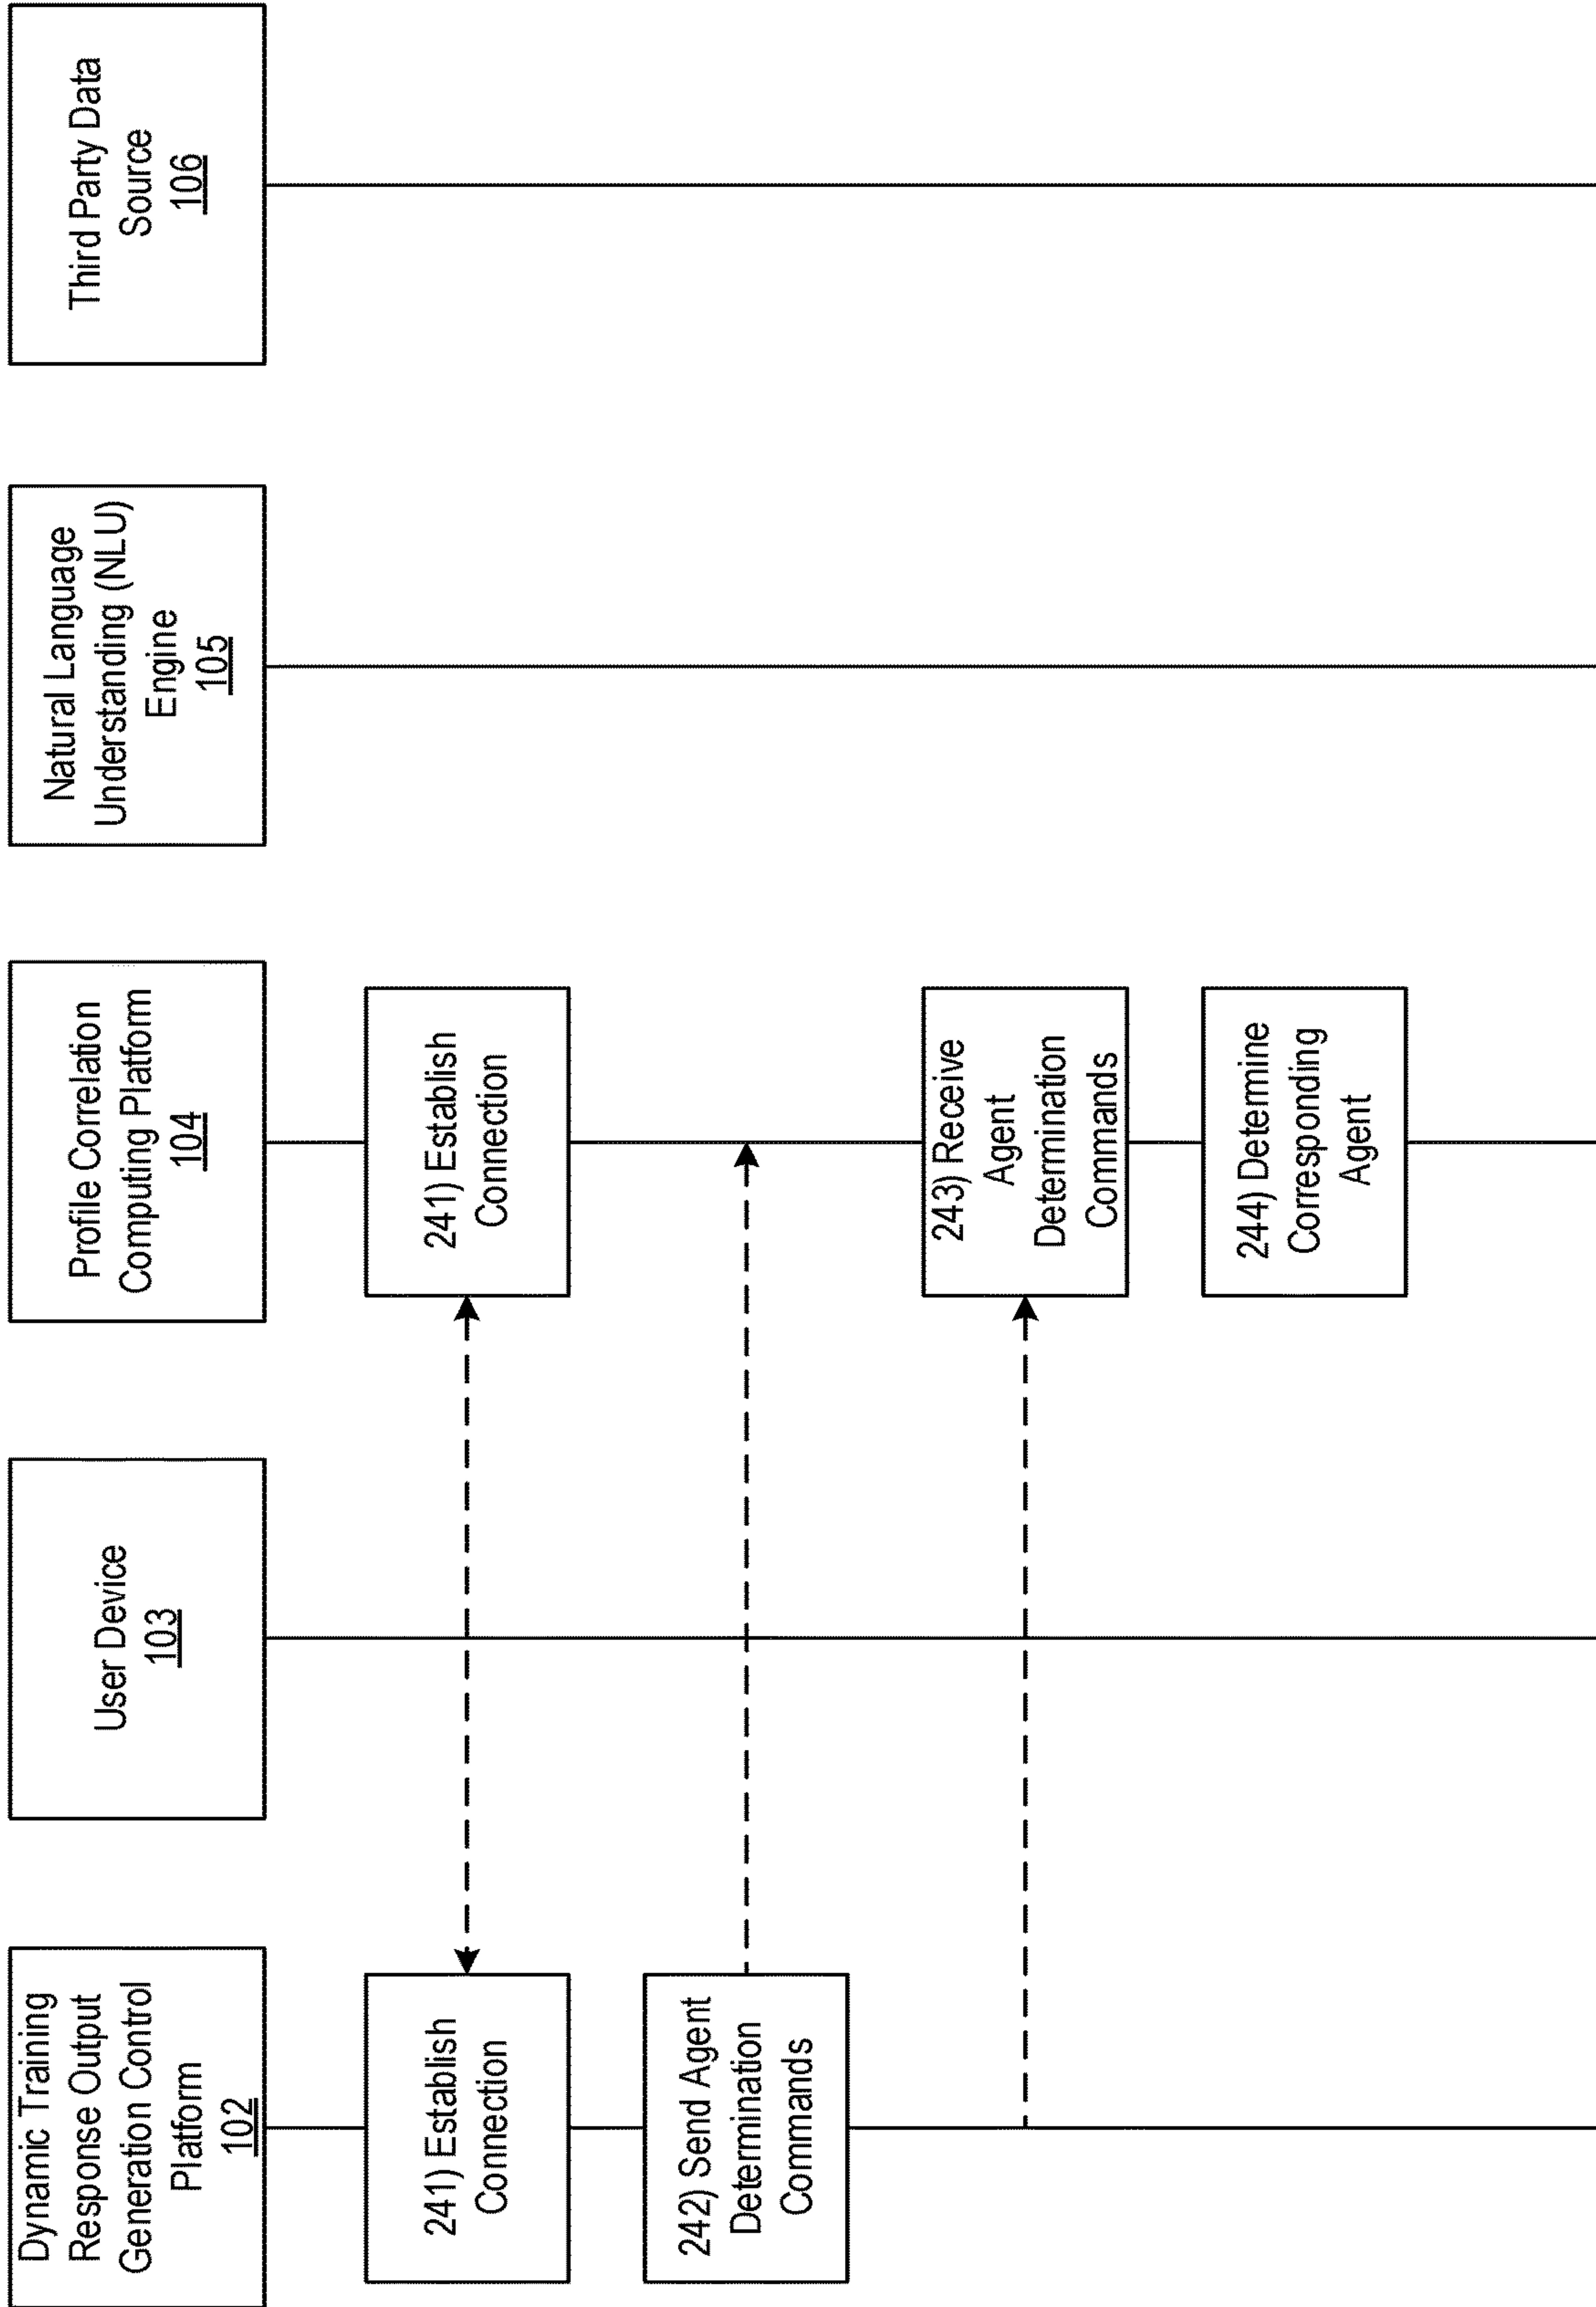 Dynamic Training
Response Output
Generation Control
Platform
102
User Device
103
Profile Correlation
Computing Platform
104
Natural Language
Understanding (NLU)
Engine
105
Third Party Data
Source
106
241) Establish
Connection
241) Establish
Connection
242) Send Agent
Determination
Commands
243) Receive
Agent
Determination
Commands
244) Determine
Corresponding
Agent